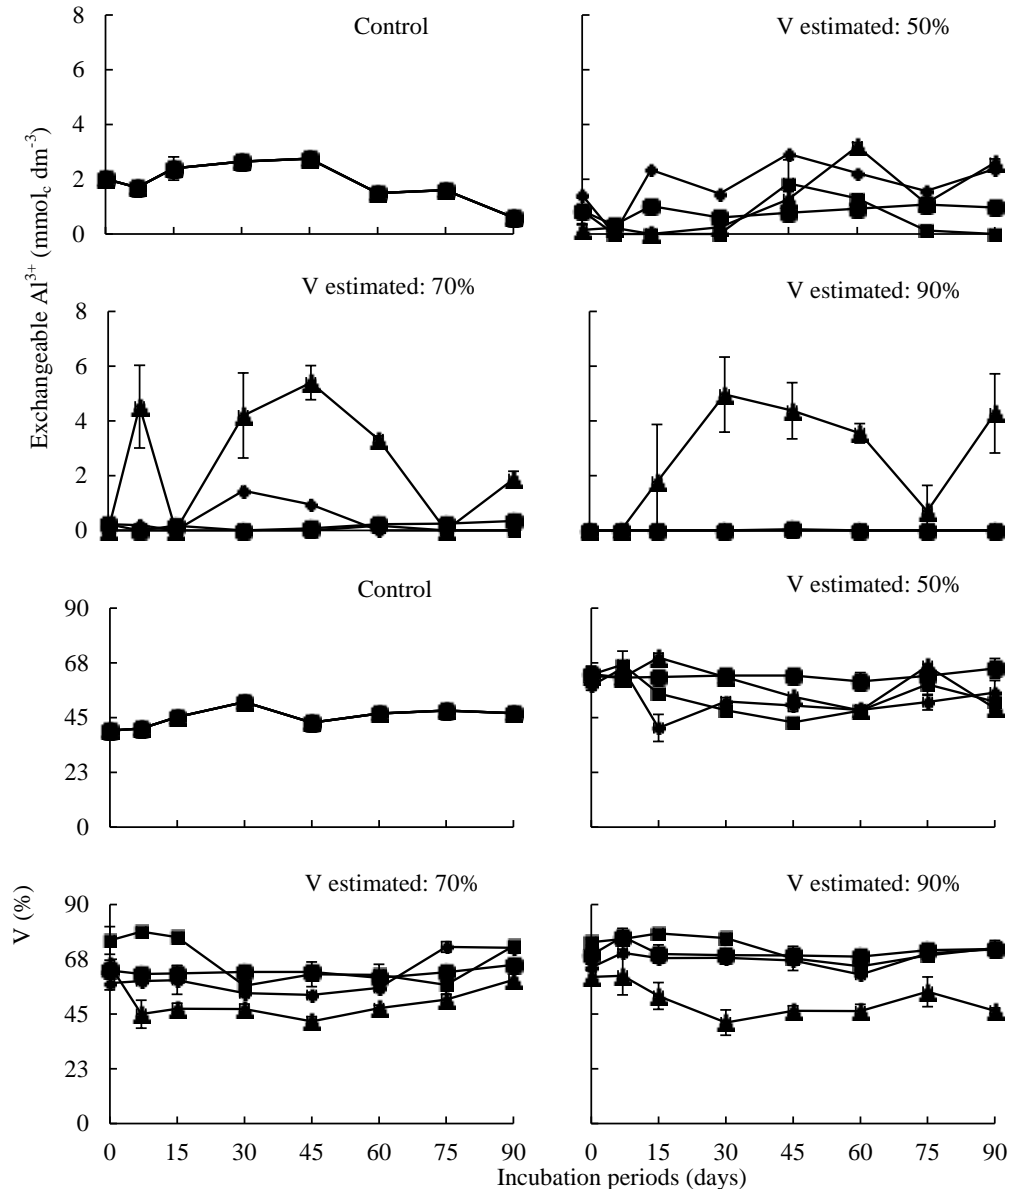 Exchangeable Al³⁺ (mmol꜀ dm⁻³)
Control
8
6
4
2
0
V estimated: 50%
V estimated: 70%
8
6
4
2
0
V estimated: 90%
Control
90
68
45
23
0
V estimated: 50%
V (%)
V estimated: 70%
90
68
45
23
0
0 15 30 45 60 75 90
V estimated: 90%
0 15 30 45 60 75 90
Incubation periods (days)